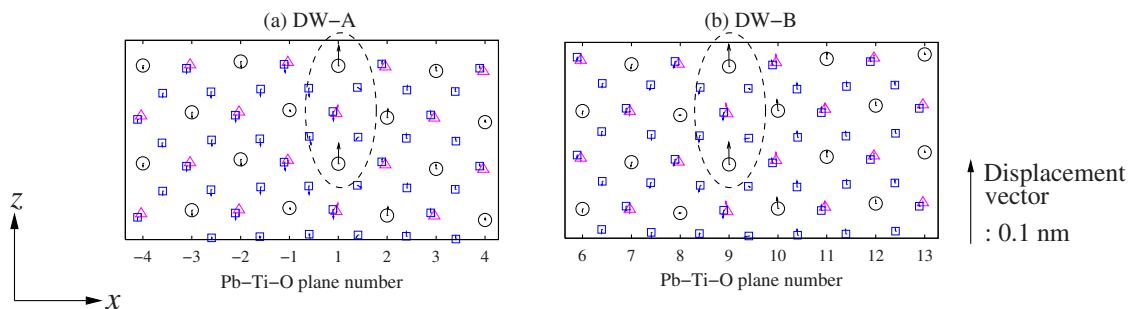 (a) DW−A
(b) DW−B
z
x
−4 −3 −2 −1 1 2 3 4
Pb−Ti−O plane number
6 7 8 9 10 11 12 13
Pb−Ti−O plane number
Displacement
vector
: 0.1 nm